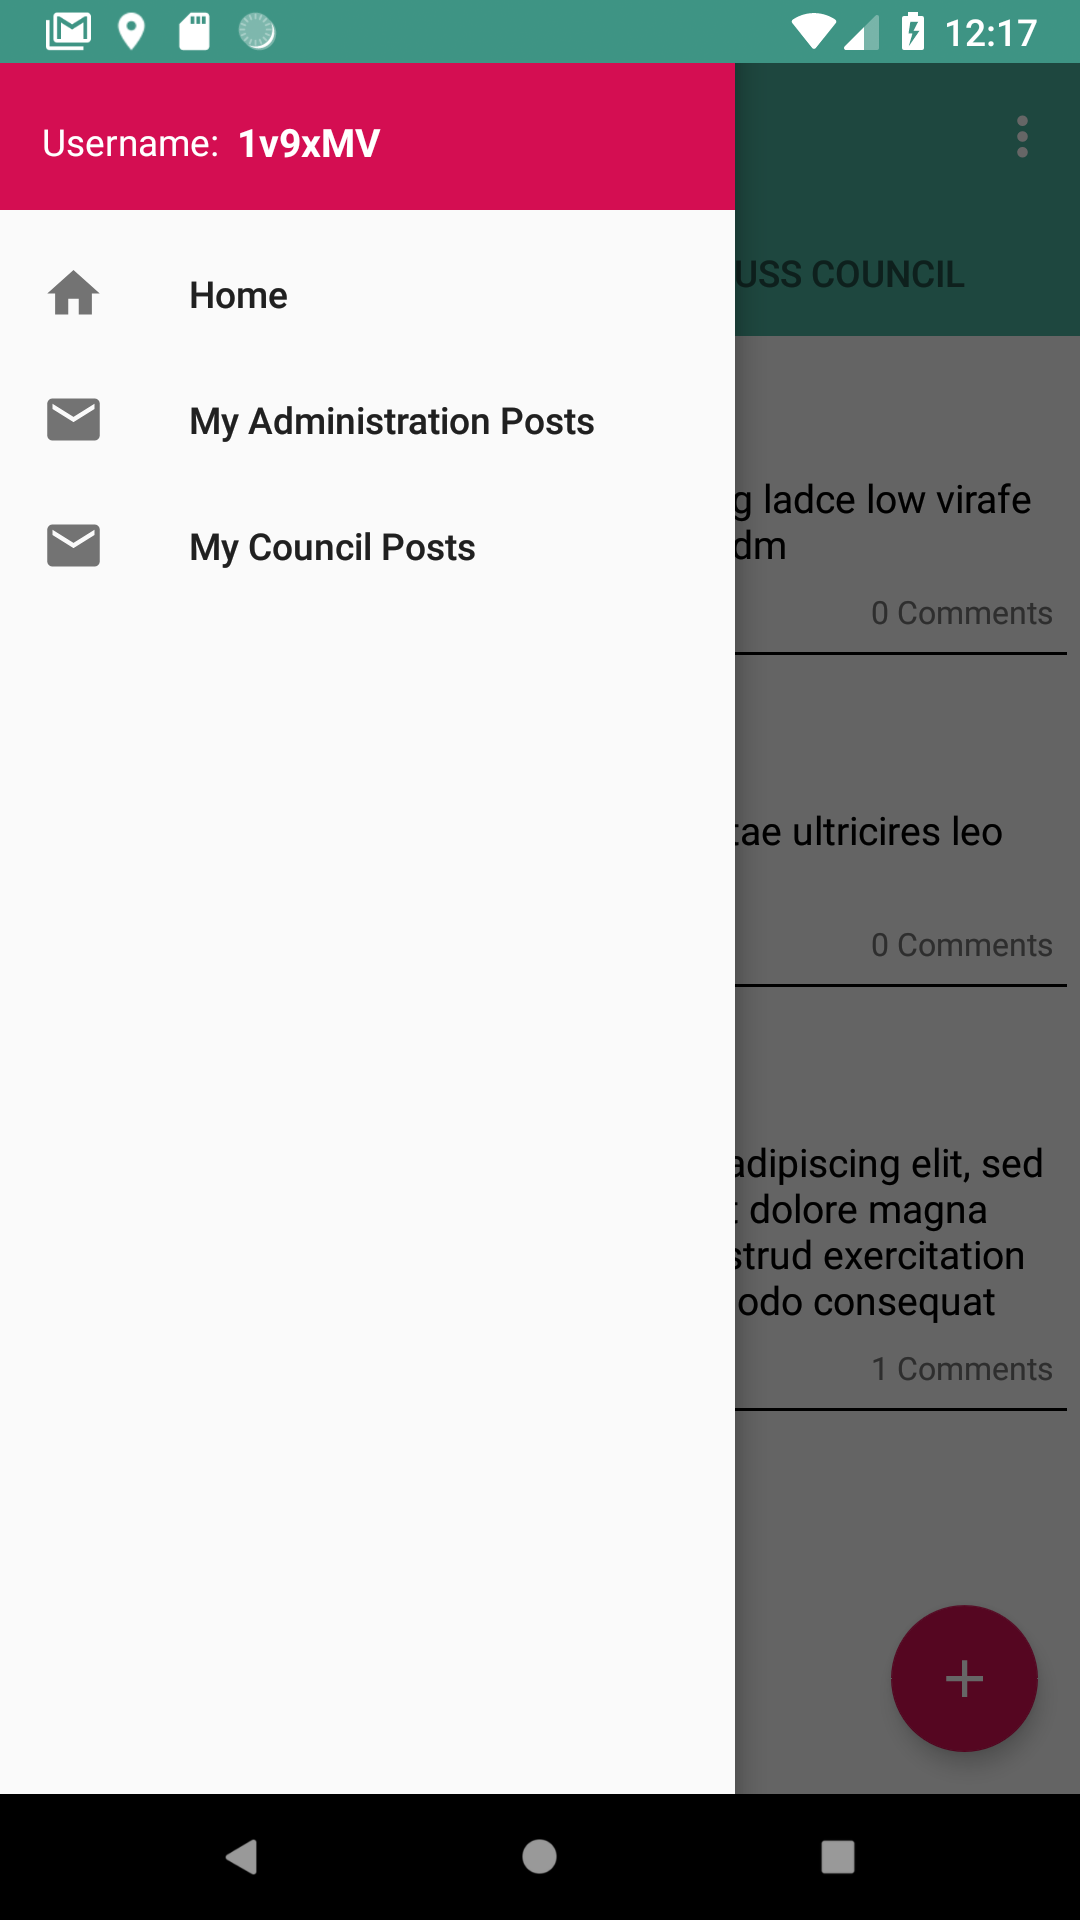 12:17
Username: 1v9xMV
USS COUNCIL
Home
My Administration Posts
My Council Posts
g ladce low virafe
dm
0 Comments
tae ultricires leo
0 Comments
adipiscing elit, sed
dolore magna
strud exercitation
odo consequat
1 Comments